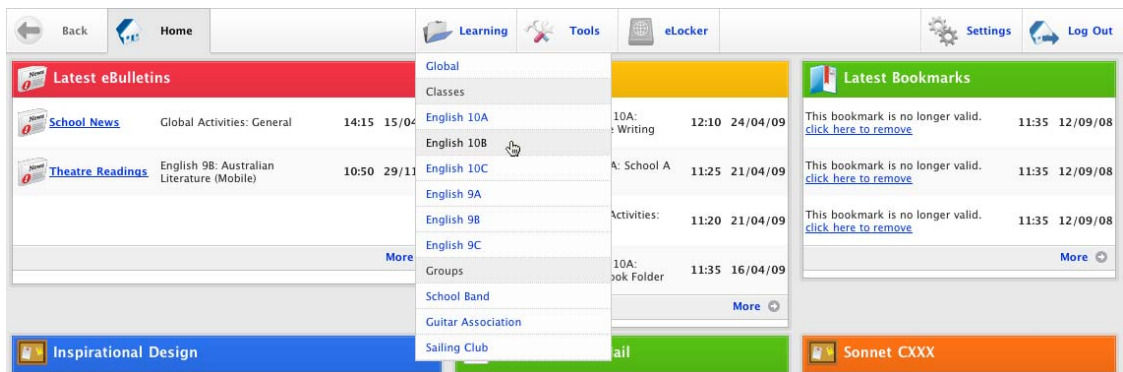 Back
Home
Learning
Tools
eLocker
Settings
Log Out
Latest eBulletins
News
School News
Global Activities: General
14:15 15/04
News
Theatre Readings
English 9B: Australian
Literature (Mobile)
10:50 29/11
More
Global
Classes
English 10A
English 10B
English 10C
English 9A
English 9B
English 9C
Groups
School Band
Guitar Association
Sailing Club
10A:
Writing
12:10 24/04/09
A: School A
11:25 21/04/09
Activities:
11:20 21/04/09
10A:
ook Folder
11:35 16/04/09
More
Latest Bookmarks
This bookmark is no longer valid.
click here to remove
11:35 12/09/08
This bookmark is no longer valid.
click here to remove
11:35 12/09/08
This bookmark is no longer valid.
click here to remove
11:35 12/09/08
More
Inspirational Design
ail
Sonnet CXXX